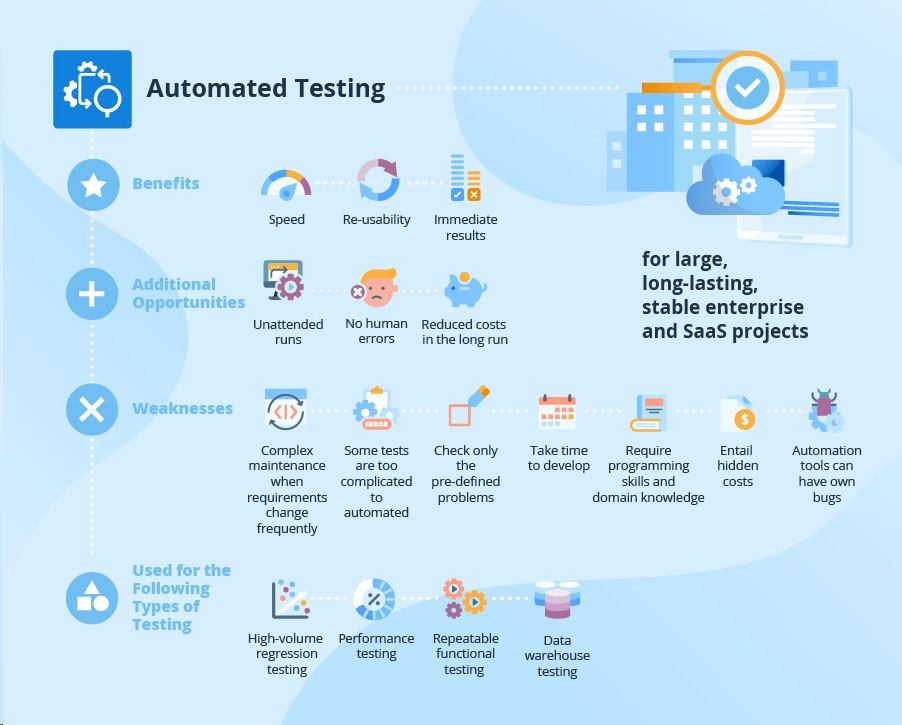 Automated Testing
for large,
long-lasting,
stable enterprise
and SaaS projects
Benefits
Speed
Re-usability
Immediate
results
Additional
Opportunities
Unattended
runs
No human
errors
Reduced costs
in the long run
Weaknesses
ERROR
$
Complex
maintenance
when
requirements
change
frequently
Some tests
are too
complicated
to
automated
Check only
the
pre-defined
problems
Take time
to develop
Require
programming
skills and
domain knowledge
Entail
hidden
costs
Automation
tools can
have own
bugs
Used for the
Following
Types of
Testing
%
High-volume
regression
testing
Performance
testing
Repeatable
functional
testing
Data
warehouse
testing